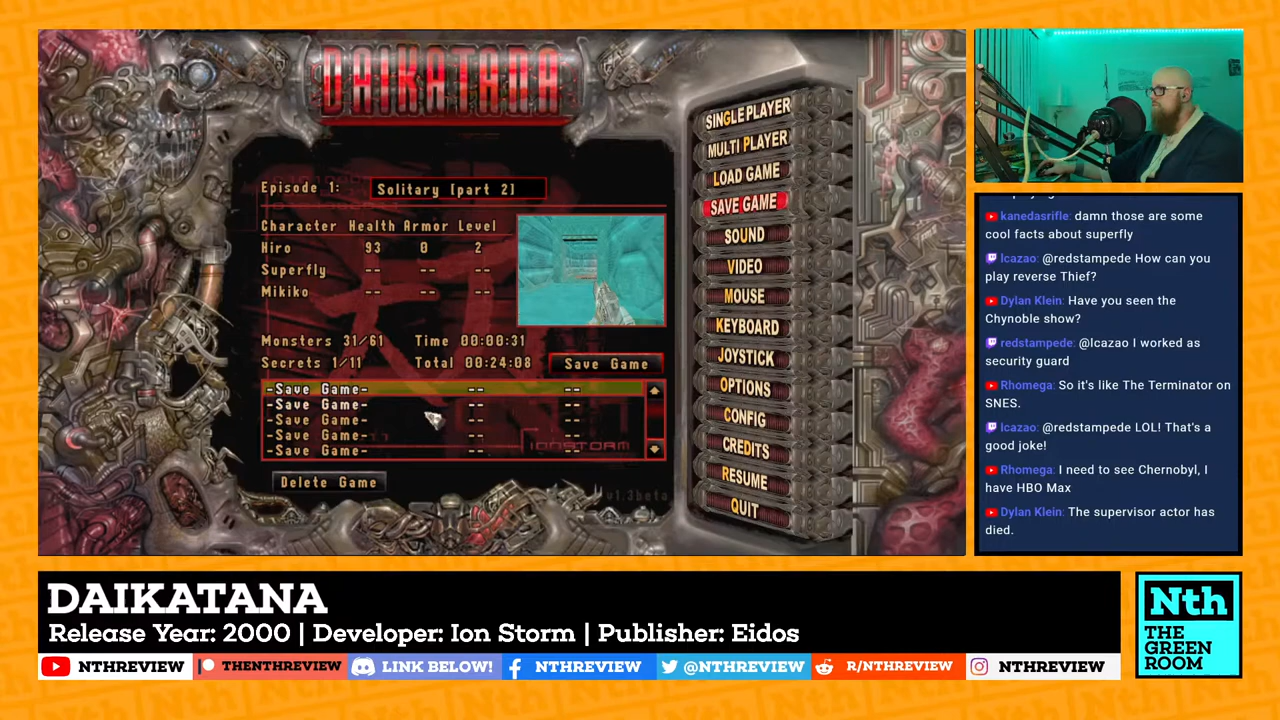 DAIKATANA
Episode 1: Solitary [part 2]
Character Health Armor Level
Hiro 93 0 2
Superfly -- -- --
Mikiko -- -- --
Monsters 31/61 Time 00:00:31
Secrets 1/11 Total 00:24:08 Save Game
-Save Game- -- --
-Save Game- -- --
-Save Game- -- --
-Save Game- -- --
-Save Game- -- --
IONSTORM
Delete Game
v1.3beta
SINGLE PLAYER
MULTI PLAYER
LOAD GAME
SAVE GAME
SOUND
VIDEO
MOUSE
KEYBOARD
JOYSTICK
OPTIONS
CONFIG
CREDITS
RESUME
QUIT
kanedasrifle: damn those are some
cool facts about superfly
lcazao: @redstampede How can you
play reverse Thief?
Dylan Klein: Have you seen the
Chynoble show?
redstampede: @lcazao I worked as
security guard
Rhomega: So it's like The Terminator on
SNES.
lcazao: @redstampede LOL! That's a
good joke!
Rhomega: I need to see Chernobyl, I
have HBO Max
Dylan Klein: The supervisor actor has
died.
DAIKATANA
Release Year: 2000 | Developer: Ion Storm | Publisher: Eidos
NTHREVIEW THENTHREVIEW LINK BELOW! NTHREVIEW @NTHREVIEW R/NTHREVIEW NTHREVIEW
Nth
THE
GREEN
ROOM